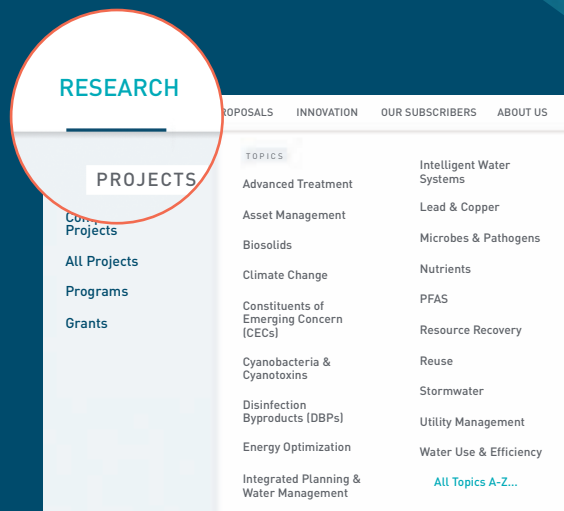 RESEARCH
INNOVATION
OUR SUBSCRIBERS
ABOUT US
PROJECTS
Projects
All Projects
Programs
Grants
TOPICS
Advanced Treatment
Asset Management
Biosolids
Climate Change
Constituents of
Emerging Concern
(CECs)
Cyanobacteria &
Cyanotoxins
Disinfection
Byproducts (DBPs)
Energy Optimization
Integrated Planning &
Water Management
Intelligent Water
Systems
Lead & Copper
Microbes & Pathogens
Nutrients
PFAS
Resource Recovery
Reuse
Stormwater
Utility Management
Water Use & Efficiency
All Topics A-Z...